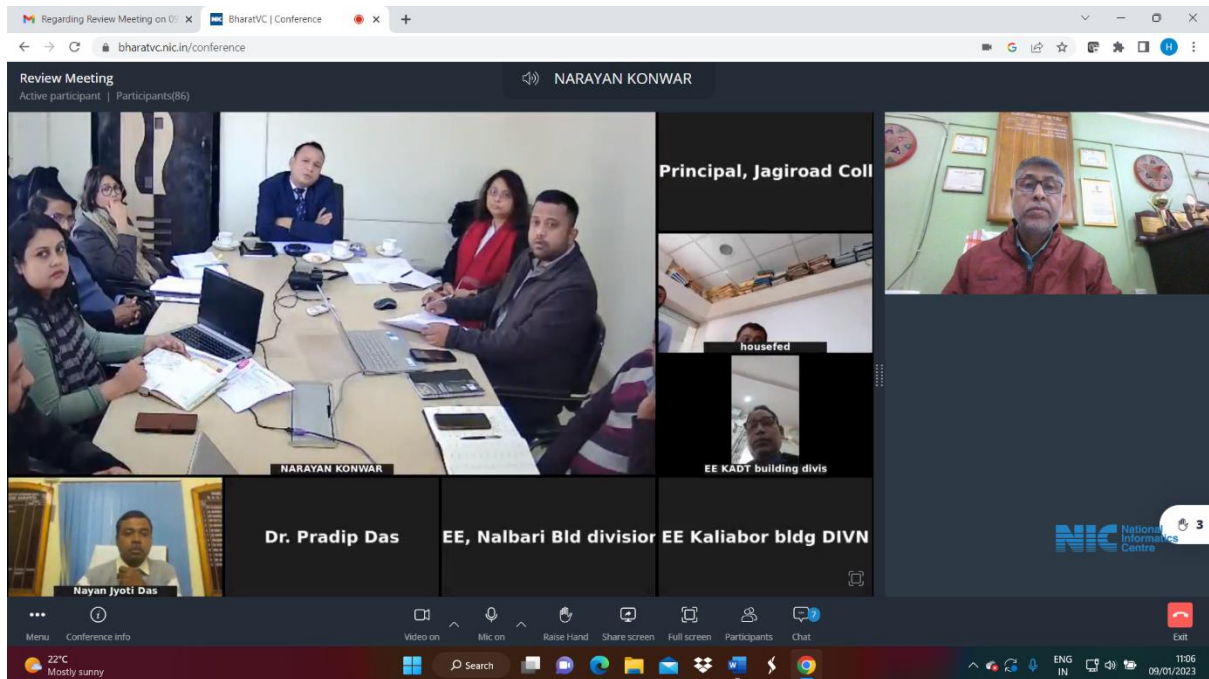 Regarding Review Meeting on 09
BharatVC | Conference
bharatvc.nic.in/conference
H
Review Meeting
Active participant | Participants(86)
NARAYAN KONWAR
Principal, Jagiroad Coll
housefed
NARAYAN KONWAR
EE KADT building divis
Nayan Jyoti Das
Dr. Pradip Das
EE, Nalbari Bld division
EE Kaliabor bldg DIVN
3
NIC National
Informatics
Centre
Menu
Conference info
Video on
Mic on
Raise Hand
Share screen
Full screen
Participants
Chat
7
Exit
22°C
Mostly sunny
Search
ENG
IN
11:06
09/01/2023